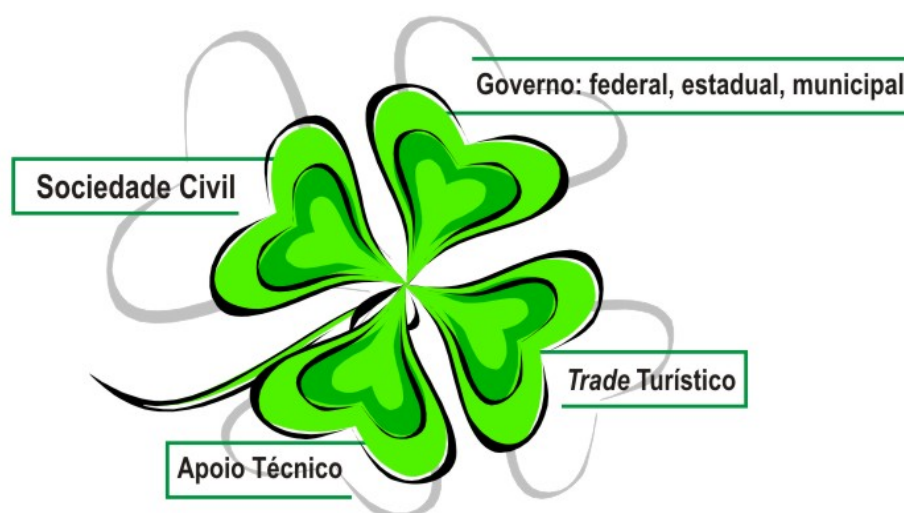 Governo: federal, estadual, municipal
Sociedade Civil
Trade Turístico
Apoio Técnico